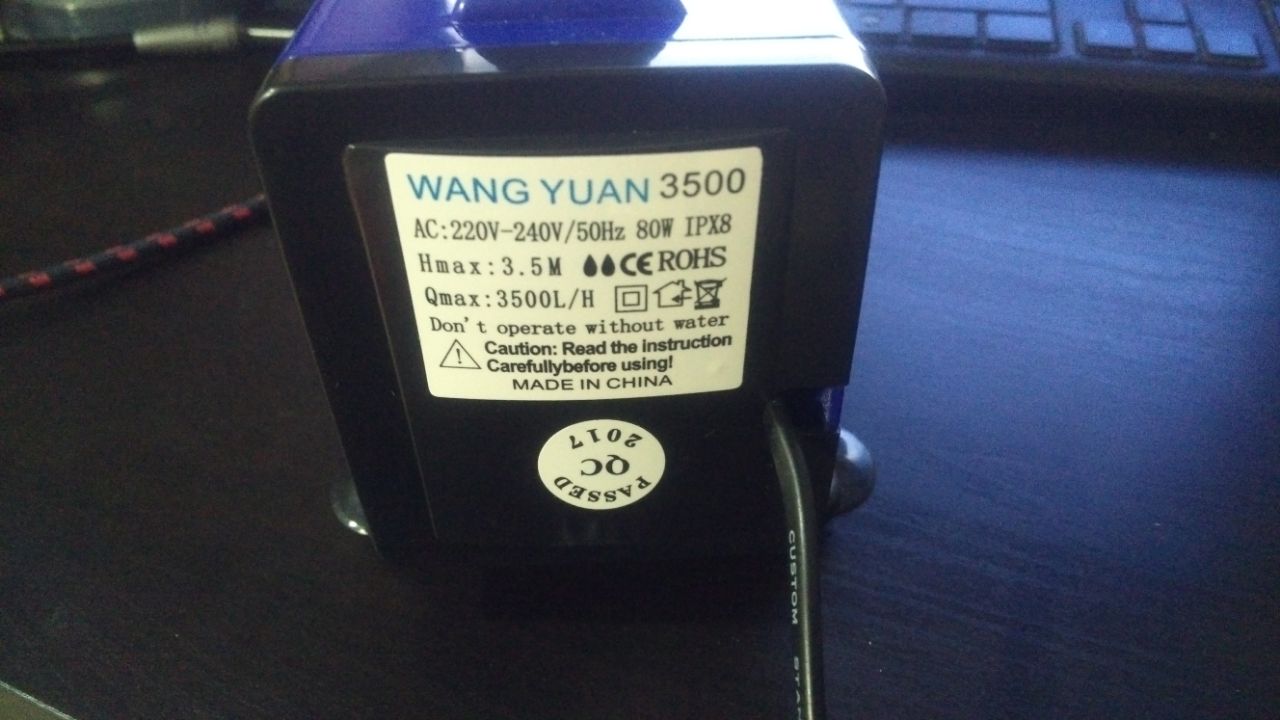 WANG YUAN 3500
AC:220V-240V/50Hz 80W IPX8
Hmax:3.5M CE ROHS
Qmax:3500L/H
Don't operate without water
Caution: Read the instruction
Carefullybefore using!
MADE IN CHINA
PASSED
QC
2017
CUSTOM